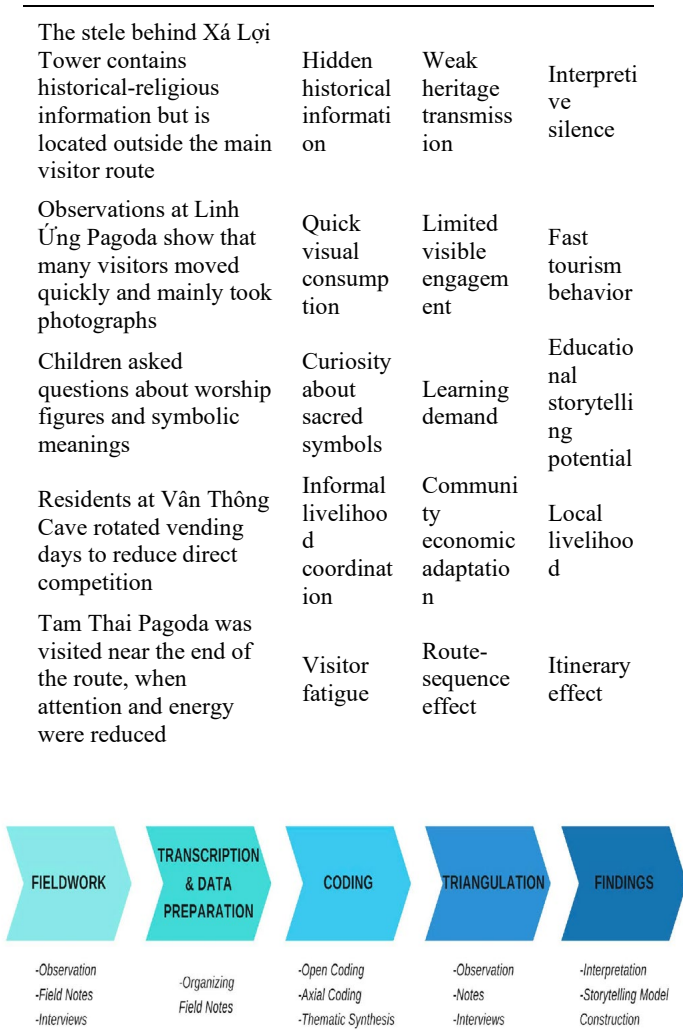 The stele behind Xá Lợi
Tower contains
historical-religious
information but is
located outside the main
visitor route
Hidden
historical
informati
on
Weak
heritage
transmiss
ion
Interpreti
ve
silence
Observations at Linh
Ứng Pagoda show that
many visitors moved
quickly and mainly took
photographs
Quick
visual
consump
tion
Limited
visible
engagem
ent
Fast
tourism
behavior
Children asked
questions about worship
figures and symbolic
meanings
Curiosity
about
sacred
symbols
Learning
demand
Educatio
nal
storytelli
ng
potential
Residents at Vân Thông
Cave rotated vending
days to reduce direct
competition
Informal
livelihoo
d
coordinat
ion
Communi
ty
economic
adaptatio
n
Local
livelihoo
d
Tam Thai Pagoda was
visited near the end of
the route, when
attention and energy
were reduced
Visitor
fatigue
Route-
sequence
effect
Itinerary
effect
FIELDWORK
TRANSCRIPTION
& DATA
PREPARATION
CODING
TRIANGULATION
FINDINGS
-Observation
-Field Notes
-Interviews
-Organizing
Field Notes
-Open Coding
-Axial Coding
-Thematic Synthesis
-Observation
-Notes
-Interviews
-Interpretation
-Storytelling Model
Construction